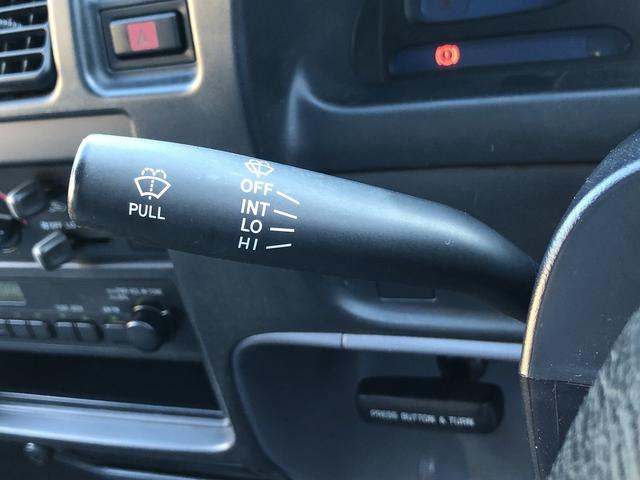 PULL
OFF
INT
LO
HI
PRESS BUTTON & TURN